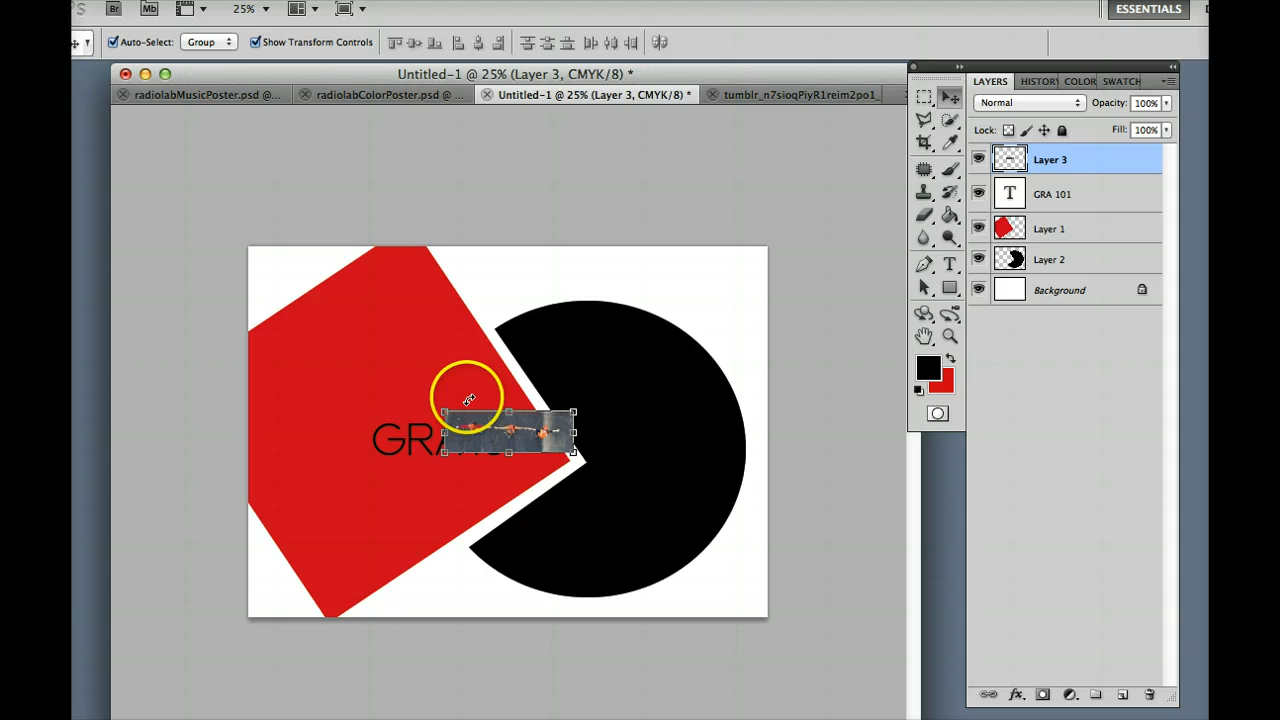 Br Mb 25% ESSENTIALS
Auto-Select: Group Show Transform Controls
Untitled-1 @ 25% (Layer 3, CMYK/8) *
radiolabMusicPoster.psd @... radiolabColorPoster.psd @ ... Untitled-1 @ 25% (Layer 3, CMYK/8) * tumblr_n7sioqPiyR1reim2po1_
LAYERS HISTORY COLOR SWATCH
Normal Opacity: 100%
Lock: Fill: 100%
Layer 3
T GRA 101
Layer 1
Layer 2
Background
GRA